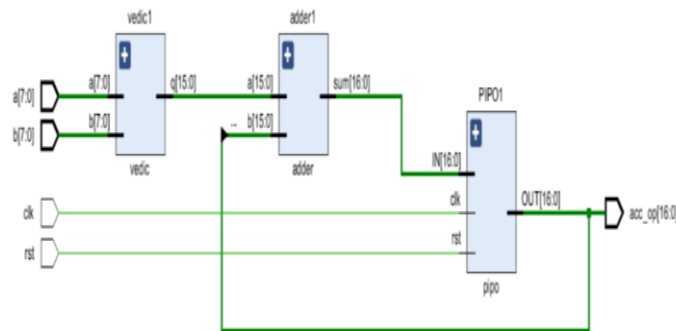 vedic1
adder1
a[7:0]
a[7:0]
q[15:0]
a[15:0]
sum[16:0]
PIPO1
b[7:0]
b[7:0]
...
b[15:0]
vedic
adder
IN[16:0]
clk
clk
OUT[16:0]
acc_op[16:0]
rst
rst
pipo